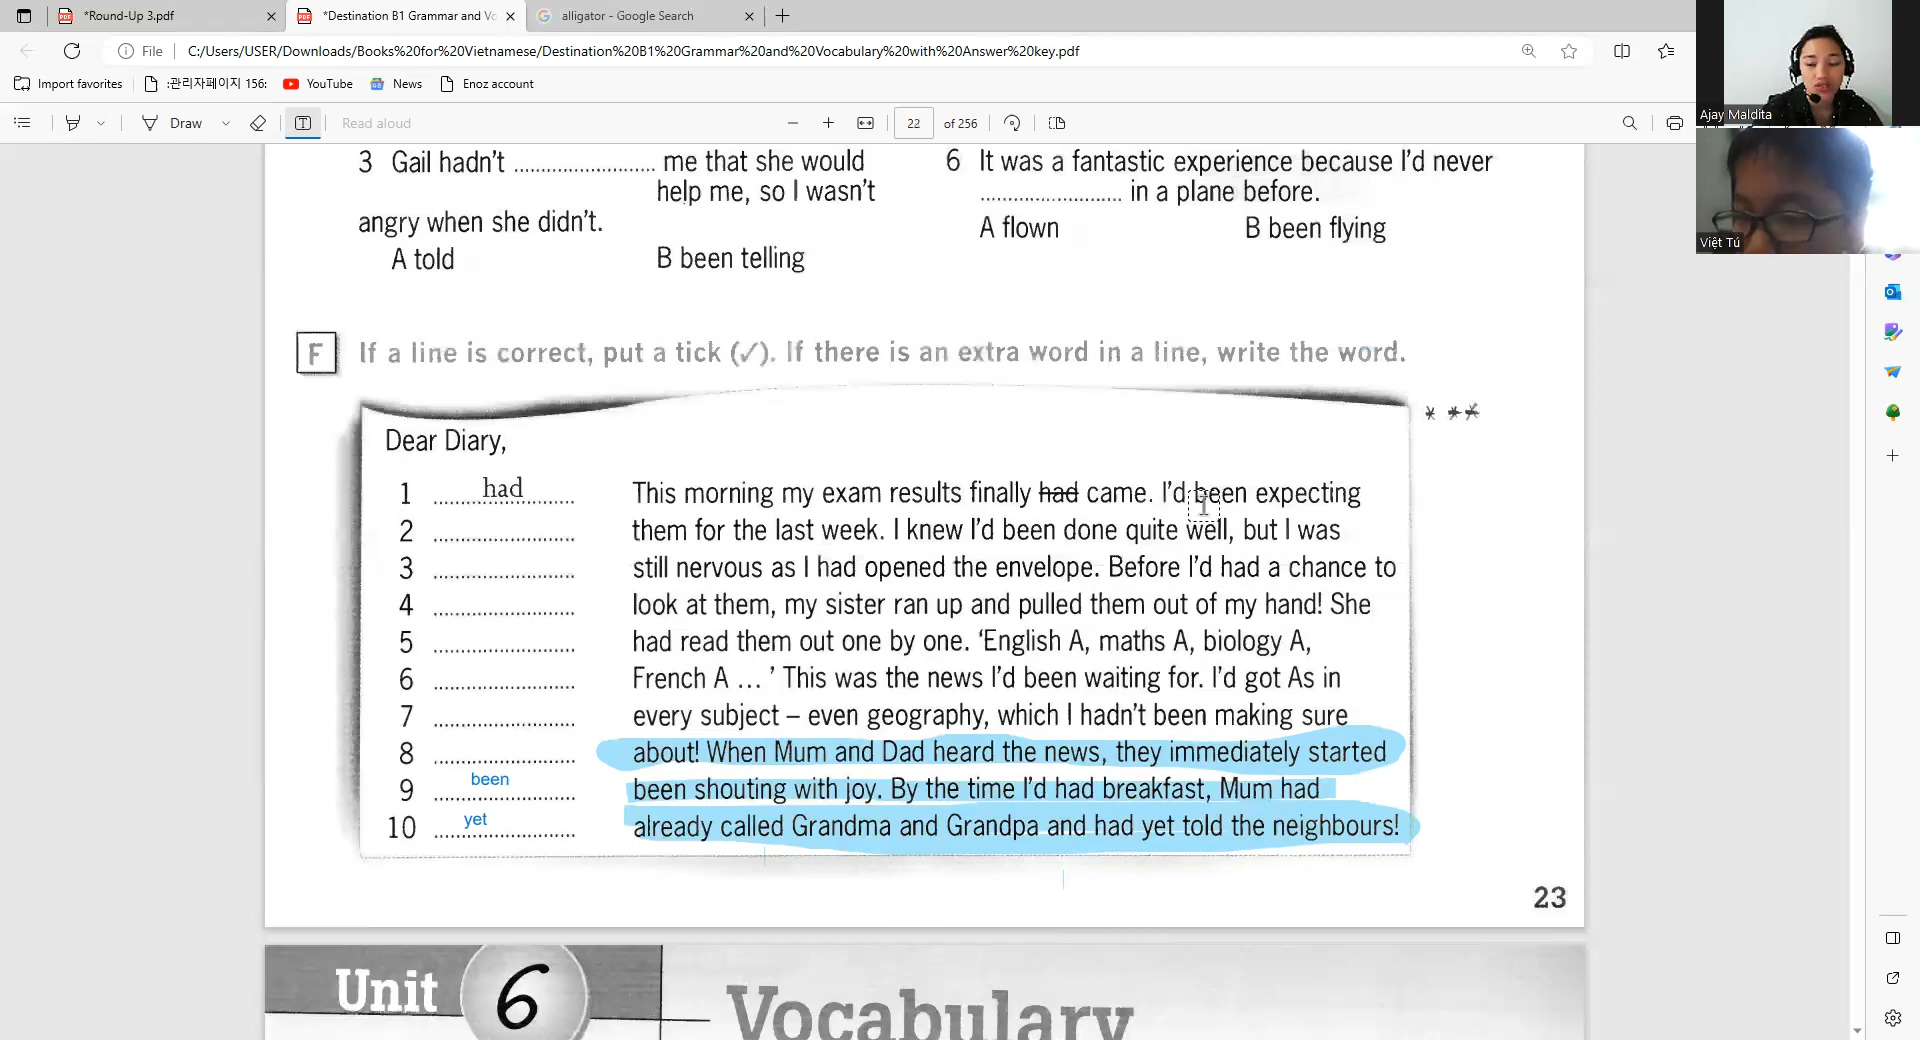 *Round-Up 3.pdf
*Destination B1 Grammar and Vo
alligator - Google Search
File
C:/Users/USER/Downloads/Books%20for%20Vietnamese/Destination%20B1%20Grammar%20and%20Vocabulary%20with%20Answer%20key.pdf
Import favorites
:관리자페이지 156:
YouTube
News
Enoz account
Draw
Read aloud
22
of 256
Ajay Maldita
Việt Tú
3 Gail hadn't ........................ me that she would
help me, so I wasn't
angry when she didn't.
A told B been telling
6 It was a fantastic experience because I'd never
........................ in a plane before.
A flown B been flying
F If a line is correct, put a tick (✓). If there is an extra word in a line, write the word.
Dear Diary,
1 had This morning my exam results finally had came. I'd been expecting
2 ........................ them for the last week. I knew I'd been done quite well, but I was
3 ........................ still nervous as I had opened the envelope. Before I'd had a chance to
4 ........................ look at them, my sister ran up and pulled them out of my hand! She
5 ........................ had read them out one by one. 'English A, maths A, biology A,
6 ........................ French A … ' This was the news I'd been waiting for. I'd got As in
7 ........................ every subject – even geography, which I hadn't been making sure
8 ........................ about! When Mum and Dad heard the news, they immediately started
9 been been shouting with joy. By the time I'd had breakfast, Mum had
10 yet already called Grandma and Grandpa and had yet told the neighbours!
23
Unit 6
Vocabulary